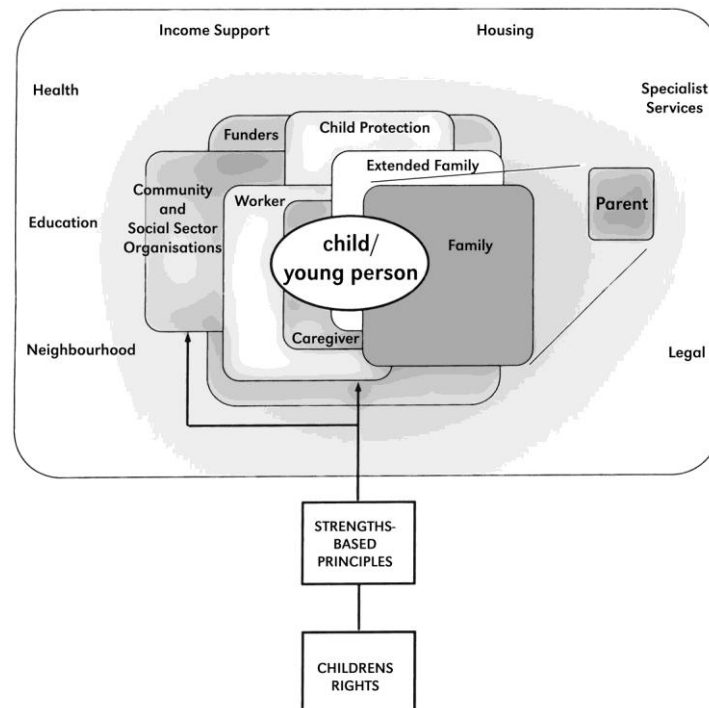 Income Support
Housing
Health
Specialist
Services
Funders
Child Protection
Extended Family
Community
and
Social Sector
Organisations
Worker
Parent
Education
child/
young person
Family
Caregiver
Neighbourhood
Legal
STRENGTHS-
BASED
PRINCIPLES
CHILDRENS
RIGHTS